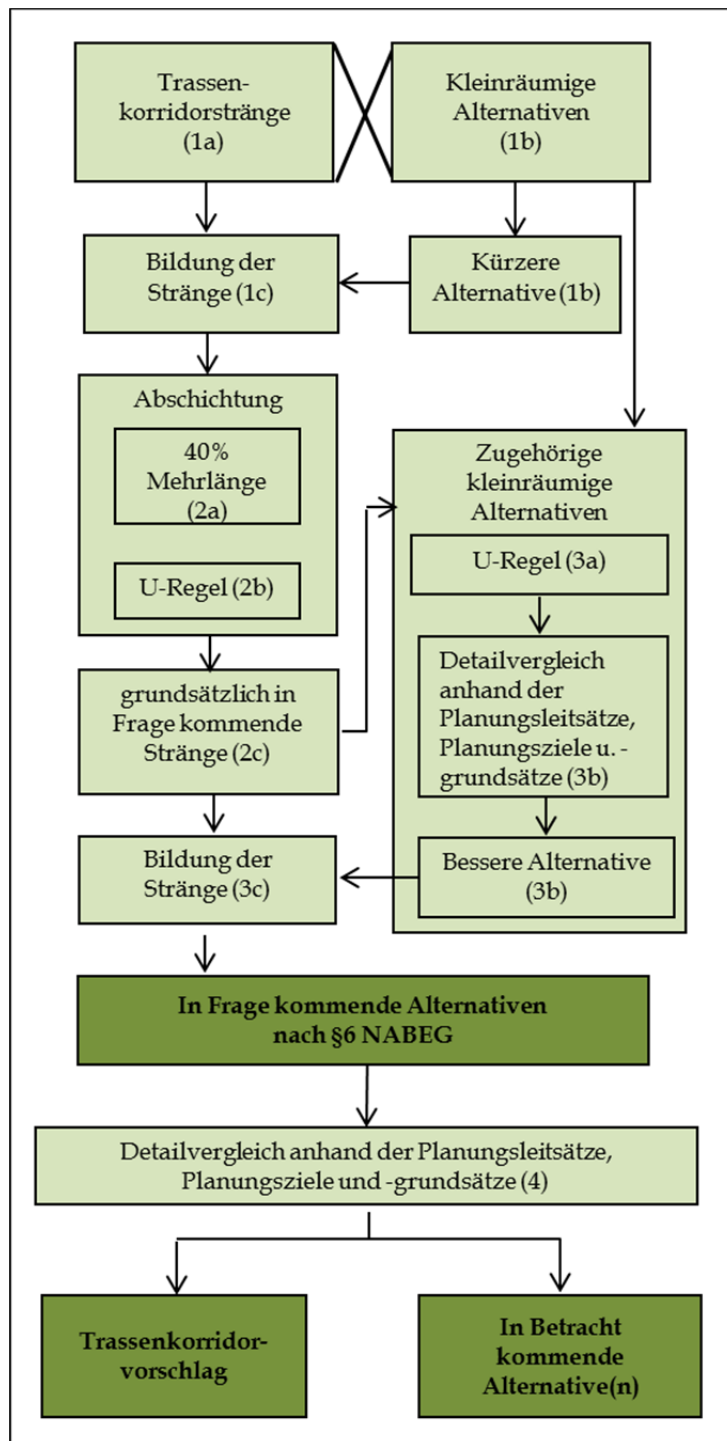 Trassen-
korridorstränge
(1a)
Kleinräumige
Alternativen
(1b)
Bildung der
Stränge (1c)
Kürzere
Alternative (1b)
Abschichtung
40%
Mehrlänge
(2a)
U-Regel (2b)
grundsätzlich in
Frage kommende
Stränge (2c)
Zugehörige
kleinräumige
Alternativen
U-Regel (3a)
Detailvergleich
anhand der
Planungsleitsätze,
Planungsziele u. -
grundsätze (3b)
Bessere Alternative
(3b)
Bildung der
Stränge (3c)
In Frage kommende Alternativen
nach §6 NABEG
Detailvergleich anhand der Planungsleitsätze,
Planungsziele und -grundsätze (4)
Trassenkorridor-
vorschlag
In Betracht
kommende
Alternative(n)